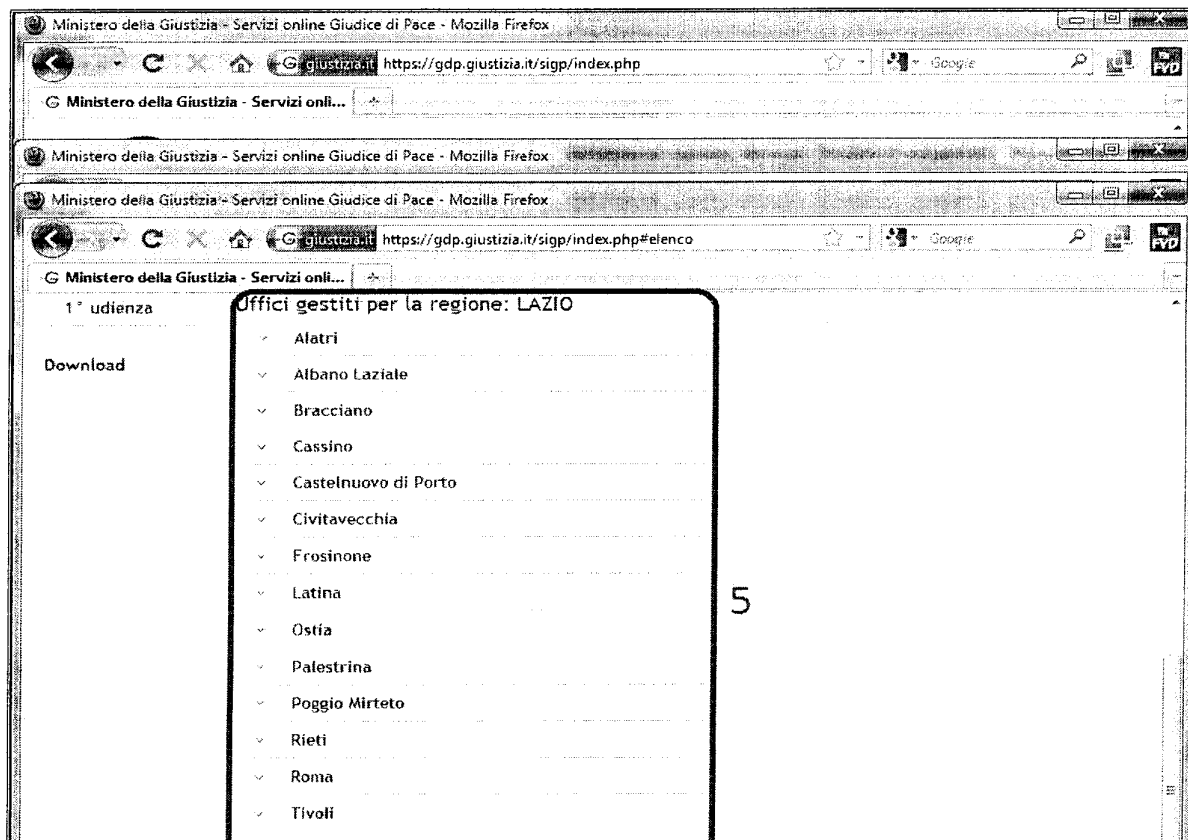 Ministero della Giustizia - Servizi online Giudice di Pace - Mozilla Firefox
giustizia.it https://gdp.giustizia.it/sigp/index.php Google FVD
Ministero della Giustizia - Servizi onli...
Ministero della Giustizia - Servizi online Giudice di Pace - Mozilla Firefox
Ministero della Giustizia - Servizi online Giudice di Pace - Mozilla Firefox
giustizia.it https://gdp.giustizia.it/sigp/index.php#elenco Google FVD
Ministero della Giustizia - Servizi onli...
1° udienza
Download
Uffici gestiti per la regione: LAZIO
Alatri
Albano Laziale
Bracciano
Cassino
Castelnuovo di Porto
Civitavecchia
Frosinone
Latina
Ostia
Palestrina
Poggio Mirteto
Rieti
Roma
Tivoli
5